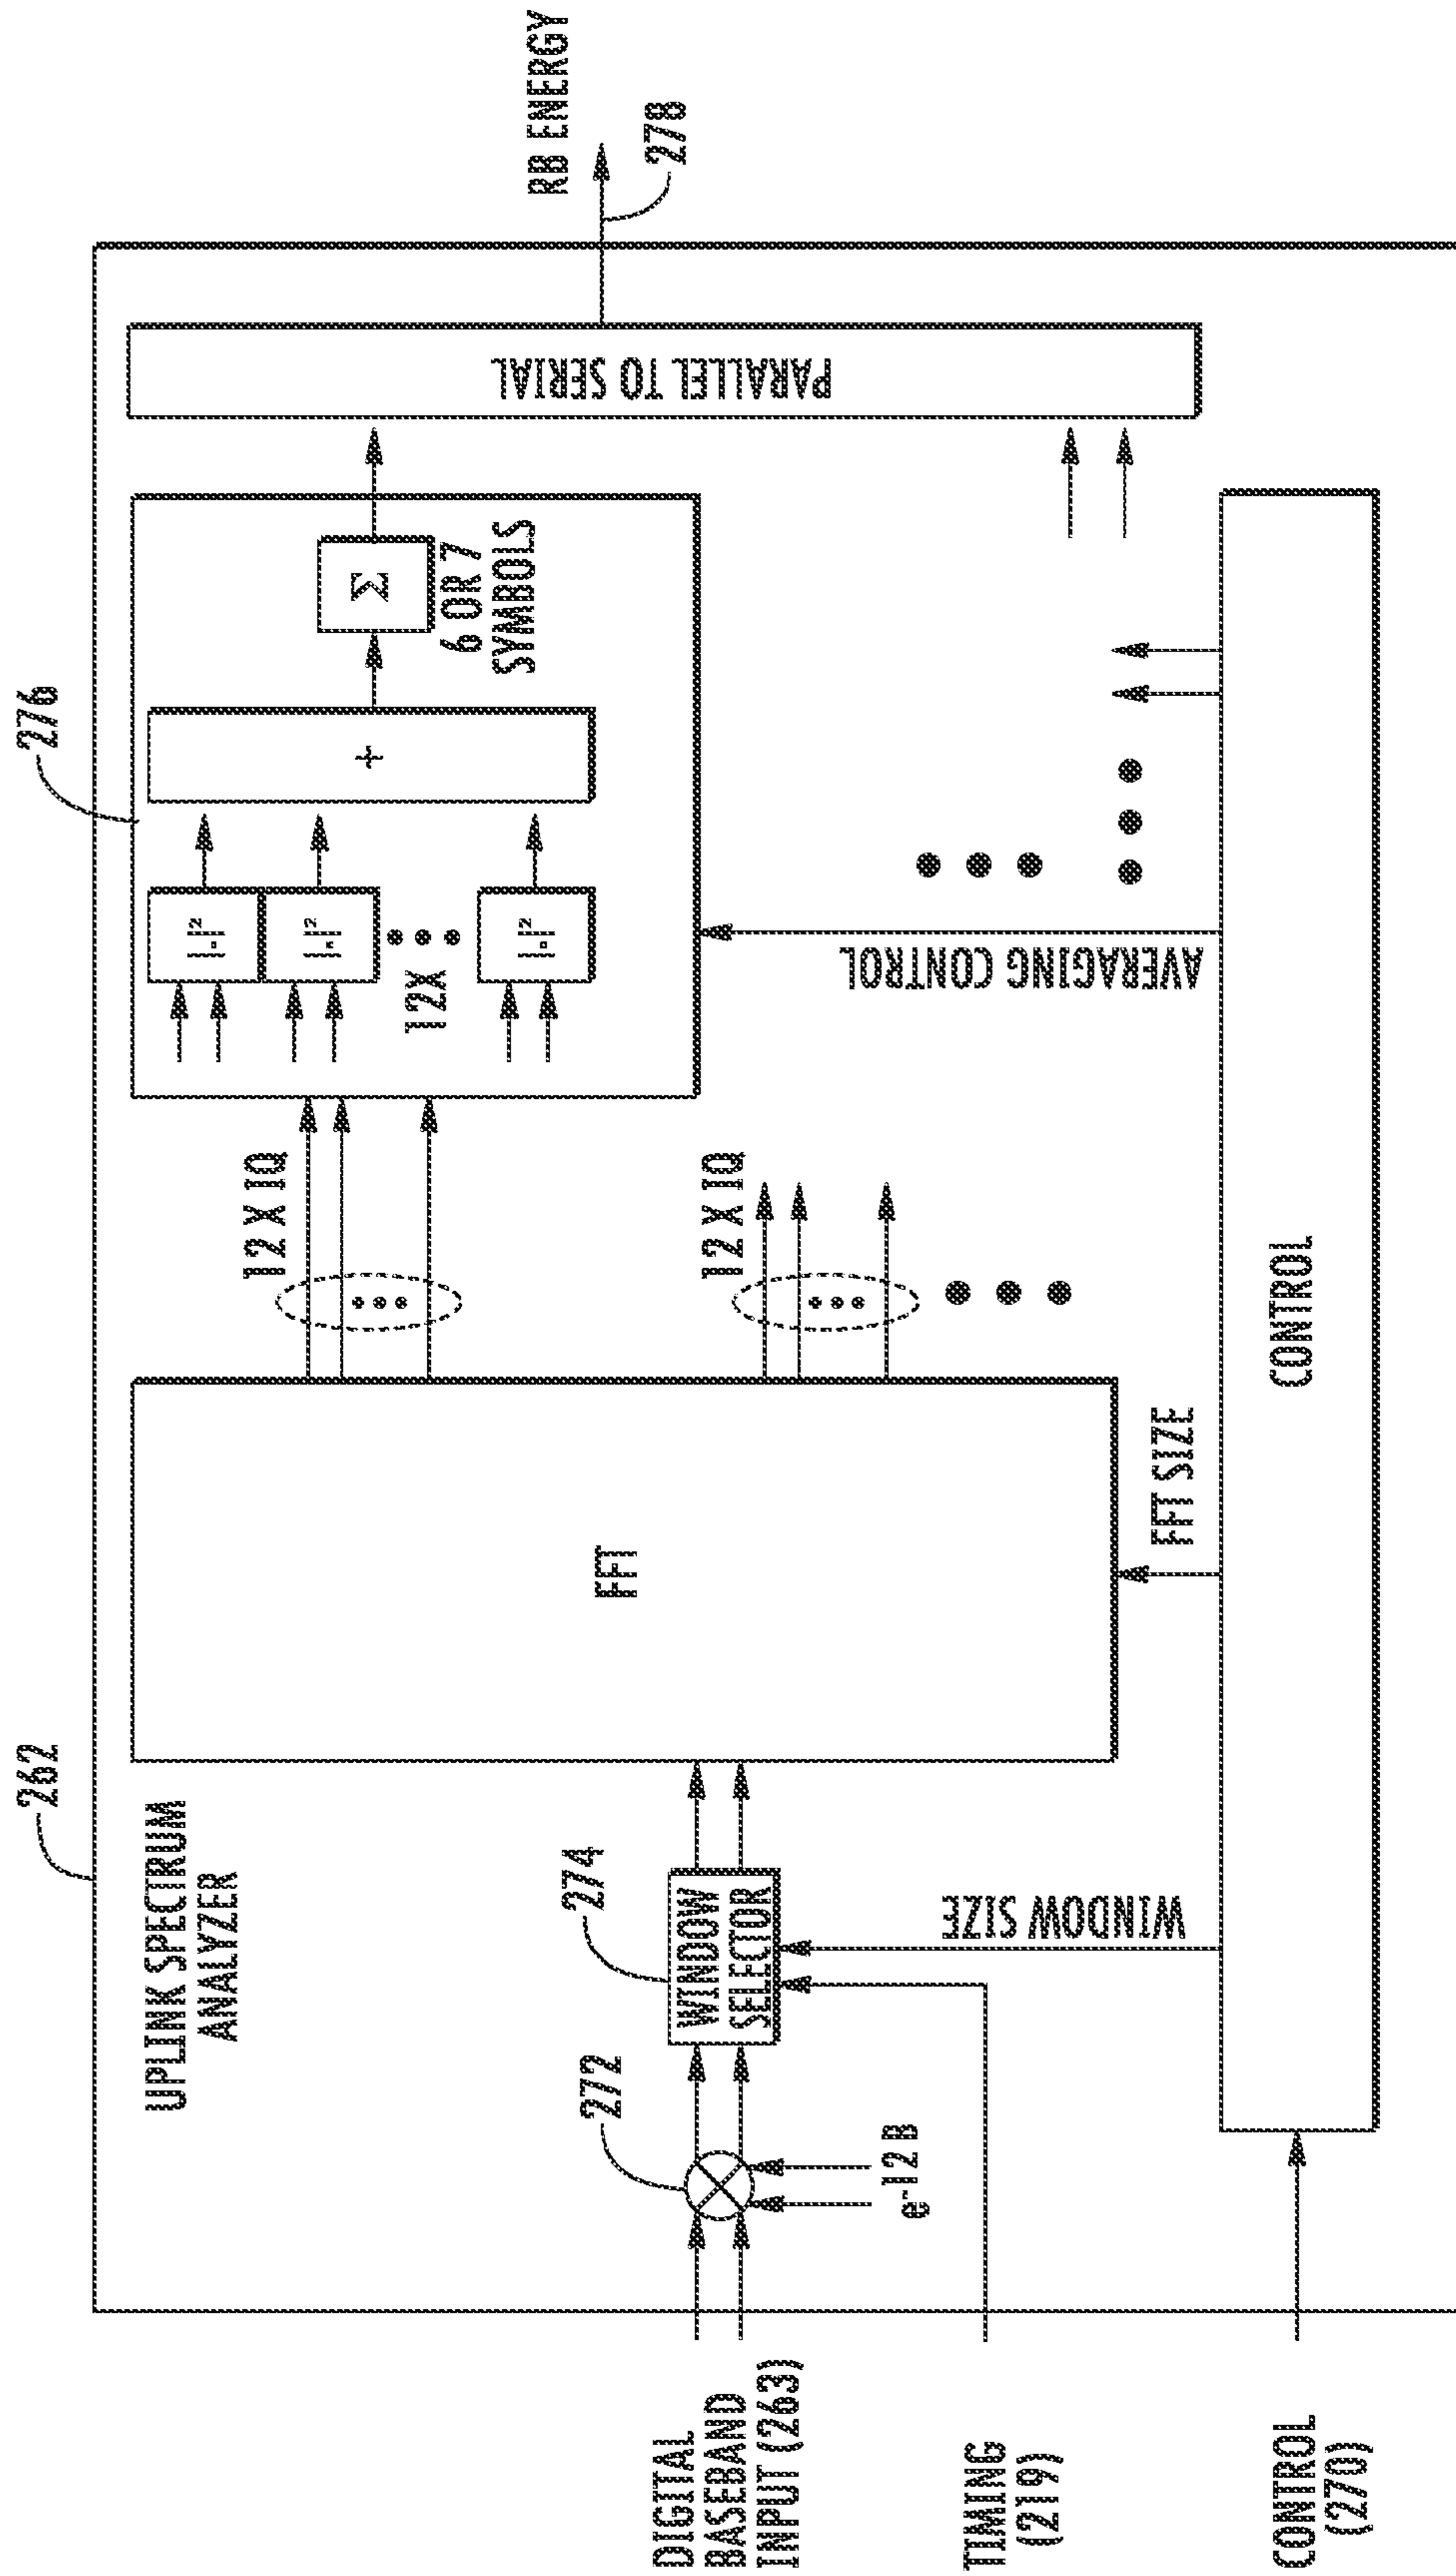 262
276
UPLINK SPECTRUM
ANALYZER
DIGITAL
BASEBAND
INPUT (263)
TIMING
(219)
CONTROL
(270)
272
e-12 B
274
WINDOW
SELECTOR
WINDOW SIZE
FFT
FFT SIZE
12 X IQ
12 X IQ
|.|²
|.|²
12X
|.|²
+
Σ
6 OR 7
SYMBOLS
AVERAGING CONTROL
CONTROL
PARALLEL TO SERIAL
RB ENERGY
278